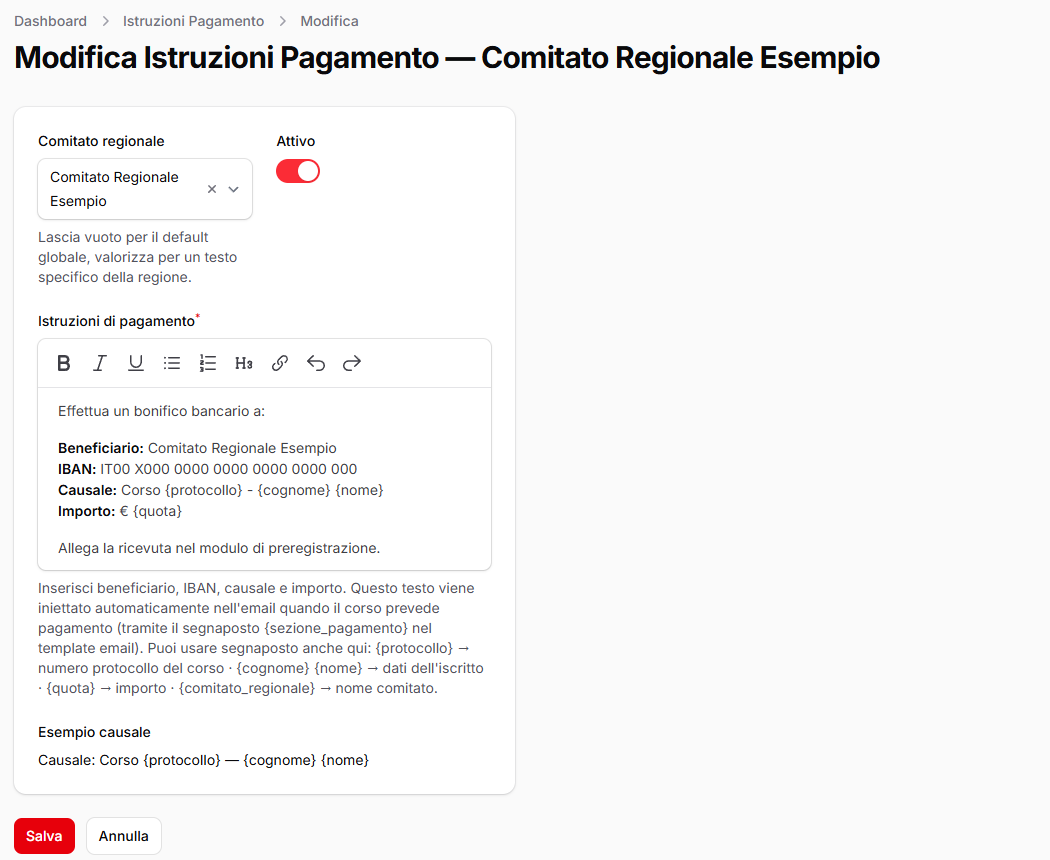 Dashboard > Istruzioni Pagamento > Modifica
Modifica Istruzioni Pagamento — Comitato Regionale Esempio
Comitato regionale
Attivo
Comitato Regionale
Esempio
Lascia vuoto per il default
globale, valorizza per un testo
specifico della regione.
Istruzioni di pagamento*
B I U H3
Effettua un bonifico bancario a:
Beneficiario: Comitato Regionale Esempio
IBAN: IT00 X000 0000 0000 0000 0000 000
Causale: Corso {protocollo} - {cognome} {nome}
Importo: € {quota}
Allega la ricevuta nel modulo di preregistrazione.
Inserisci beneficiario, IBAN, causale e importo. Questo testo viene
iniettato automaticamente nell'email quando il corso prevede
pagamento (tramite il segnaposto {sezione_pagamento} nel
template email). Puoi usare segnaposto anche qui: {protocollo} →
numero protocollo del corso · {cognome} {nome} → dati dell'iscritto
· {quota} → importo · {comitato_regionale} → nome comitato.
Esempio causale
Causale: Corso {protocollo} — {cognome} {nome}
Salva
Annulla